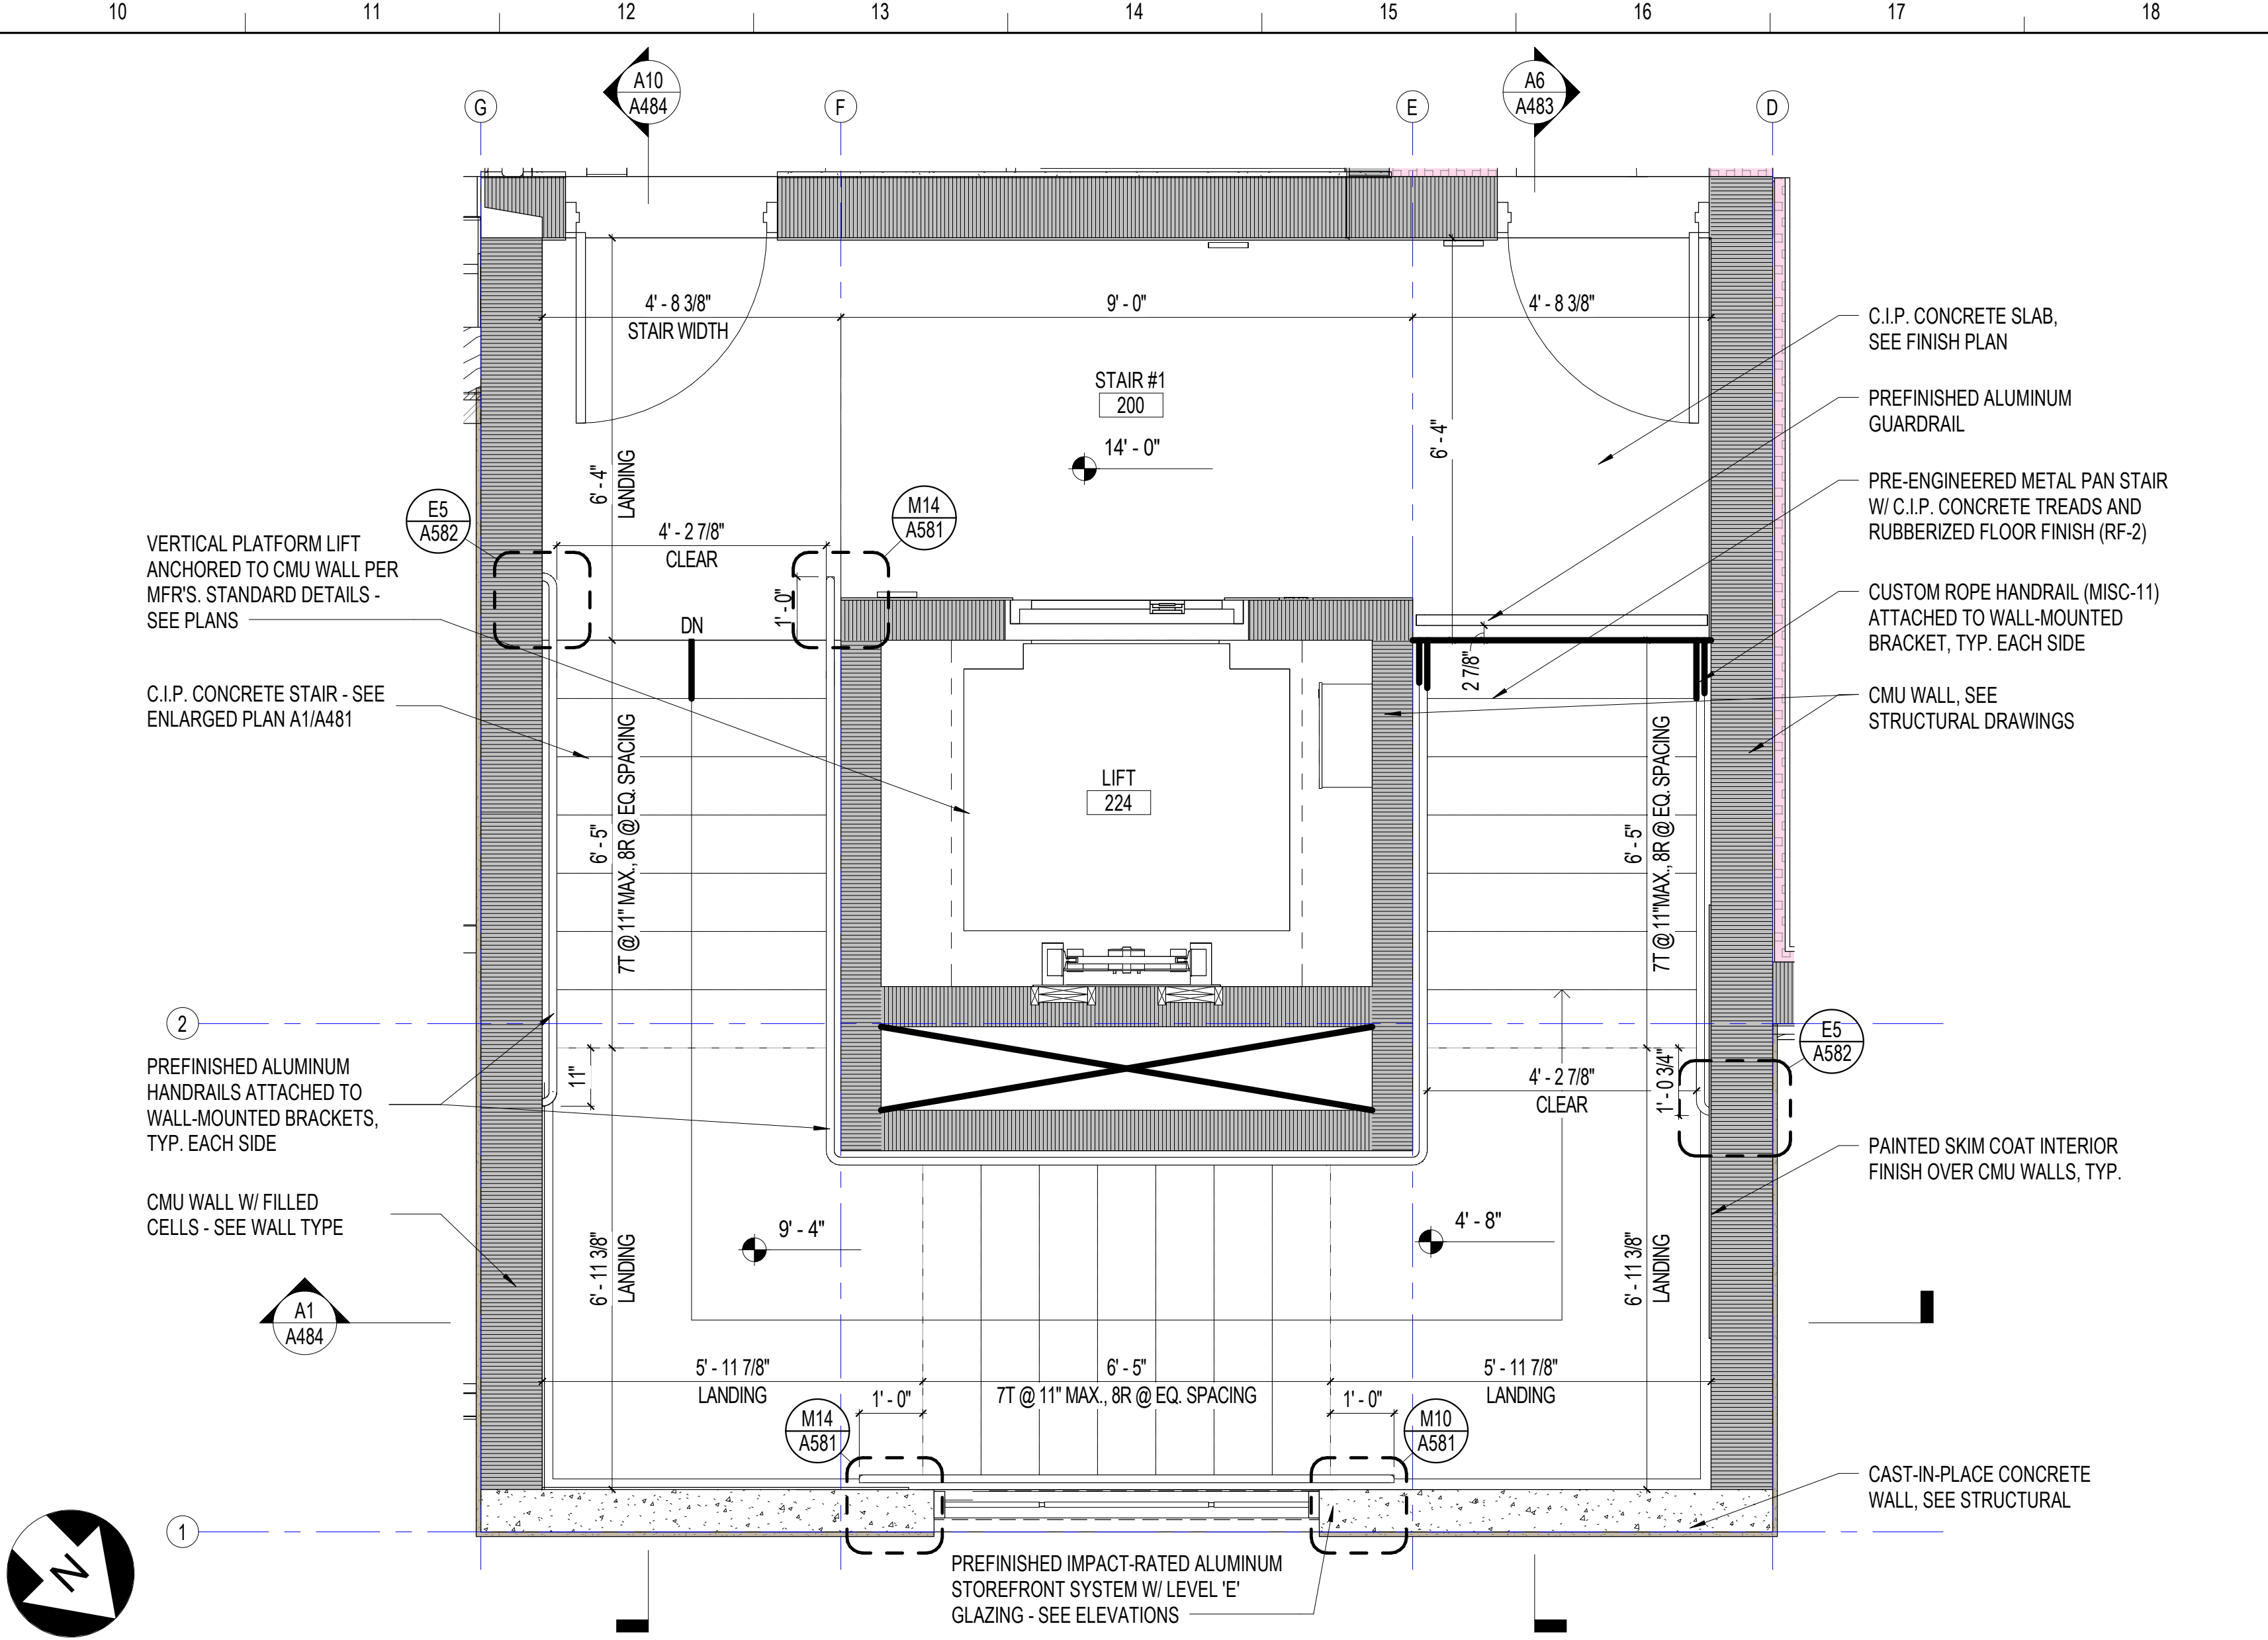 10 11 12 13 14 15 16 17 18
A10
A484
A6
A483
G F E D
4' - 8 3/8"
STAIR WIDTH
9' - 0"
4' - 8 3/8"
STAIR #1
200
14' - 0"
6' - 4"
LANDING
6' - 4"
E5
A582
M14
A581
4' - 2 7/8"
CLEAR
1' - 0"
DN
2 7/8"
VERTICAL PLATFORM LIFT
ANCHORED TO CMU WALL PER
MFR'S. STANDARD DETAILS -
SEE PLANS
C.I.P. CONCRETE STAIR - SEE
ENLARGED PLAN A1/A481
2
PREFINISHED ALUMINUM
HANDRAILS ATTACHED TO
WALL-MOUNTED BRACKETS,
TYP. EACH SIDE
CMU WALL W/ FILLED
CELLS - SEE WALL TYPE
A1
A484
1
N
C.I.P. CONCRETE SLAB,
SEE FINISH PLAN
PREFINISHED ALUMINUM
GUARDRAIL
PRE-ENGINEERED METAL PAN STAIR
W/ C.I.P. CONCRETE TREADS AND
RUBBERIZED FLOOR FINISH (RF-2)
CUSTOM ROPE HANDRAIL (MISC-11)
ATTACHED TO WALL-MOUNTED
BRACKET, TYP. EACH SIDE
CMU WALL, SEE
STRUCTURAL DRAWINGS
6' - 5"
7T @ 11" MAX., 8R @ EQ. SPACING
LIFT
224
6' - 5"
7T @ 11"MAX., 8R @ EQ. SPACING
11"
4' - 2 7/8"
CLEAR
1' - 0 3/4"
E5
A582
PAINTED SKIM COAT INTERIOR
FINISH OVER CMU WALLS, TYP.
9' - 4"
4' - 8"
6' - 11 3/8"
LANDING
6' - 11 3/8"
LANDING
5' - 11 7/8"
LANDING
6' - 5"
7T @ 11" MAX., 8R @ EQ. SPACING
5' - 11 7/8"
LANDING
1' - 0"
1' - 0"
M14
A581
M10
A581
CAST-IN-PLACE CONCRETE
WALL, SEE STRUCTURAL
PREFINISHED IMPACT-RATED ALUMINUM
STOREFRONT SYSTEM W/ LEVEL 'E'
GLAZING - SEE ELEVATIONS